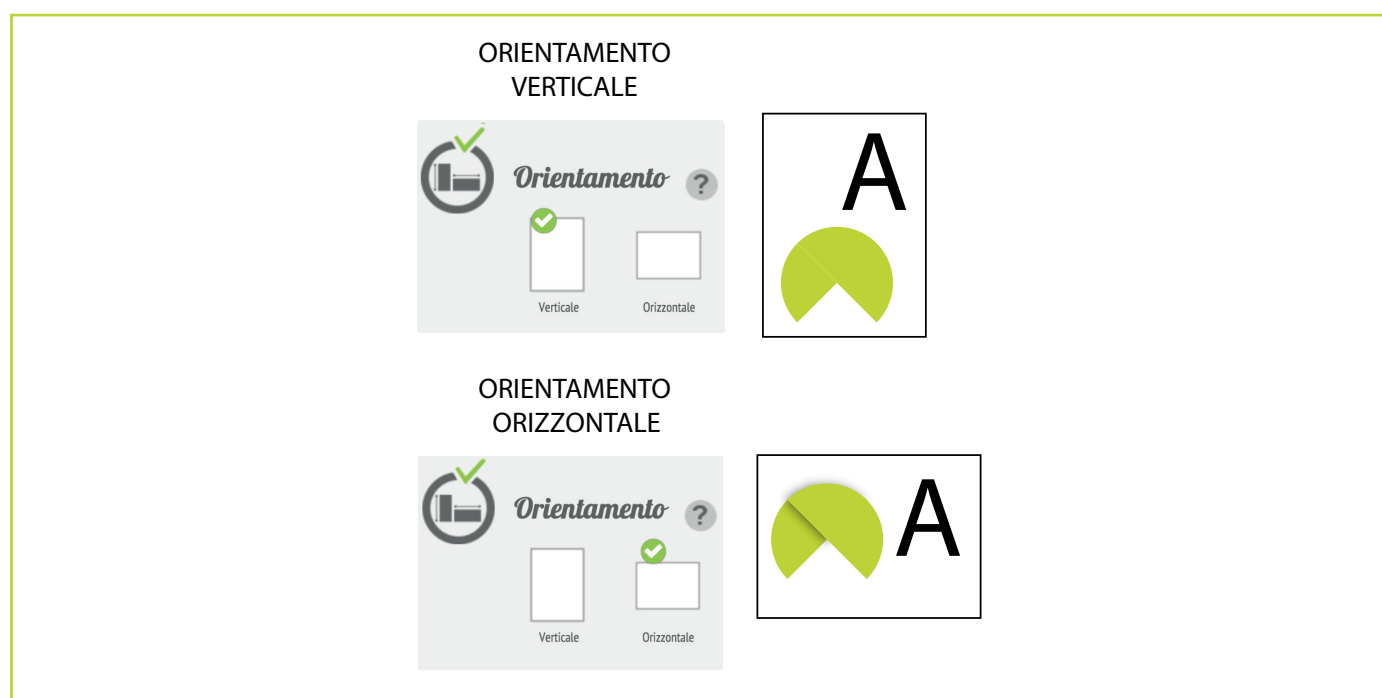 ORIENTAMENTO
VERTICALE
Orientamento ?
Verticale Orizzontale
A
ORIENTAMENTO
ORIZZONTALE
Orientamento ?
Verticale Orizzontale
A